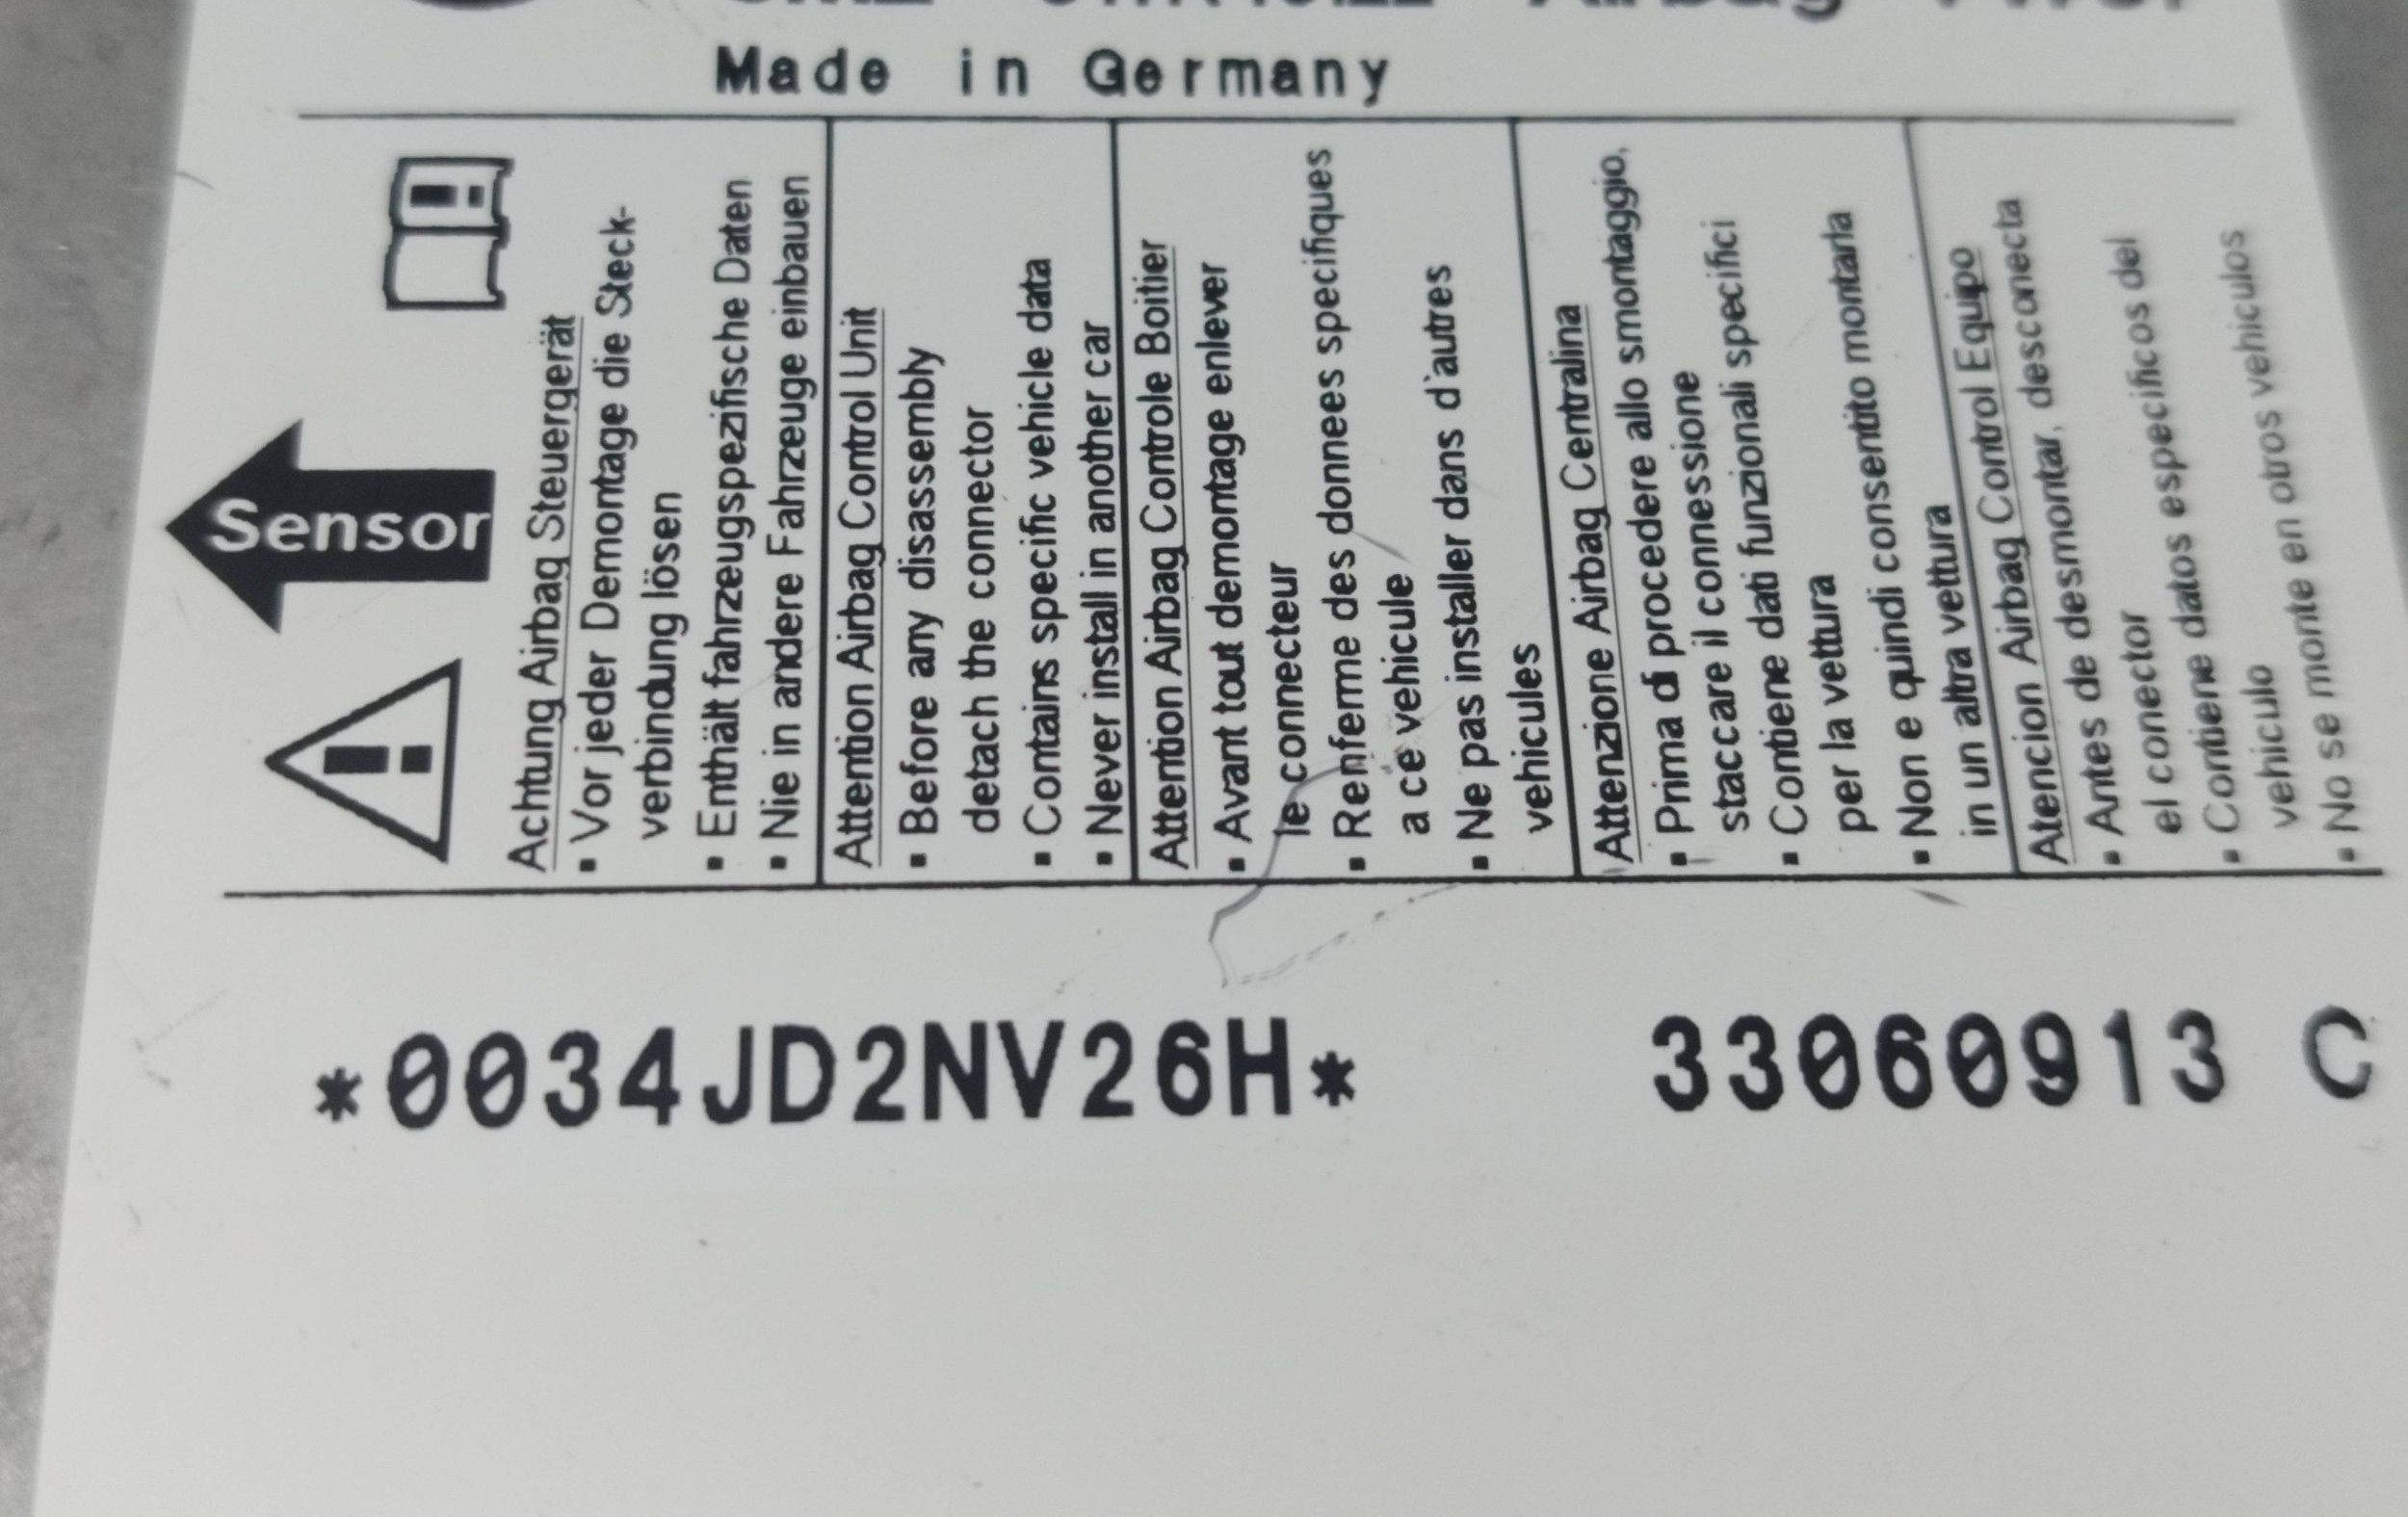 Made in Germany
Sensor
Achtung Airbag Steuergerät
▪ Vor jeder Demontage die Steck-
verbindung lösen
▪ Enthält fahrzeugspezifische Daten
▪ Nie in andere Fahrzeuge einbauen
Attention Airbag Control Unit
▪ Before any disassembly
detach the connector
▪ Contains specific vehicle data
▪ Never install in another car
Attention Airbag Controle Boitier
▪ Avant tout demontage enlever
le connecteur
▪ Renferme des donnees specifiques
a ce vehicule
▪ Ne pas installer dans d'autres
vehicules
Attenzione Airbag Centralina
▪ Prima di procedere allo smontaggio,
staccare il connessione
▪ Contiene dati funzionali specifici
per la vettura
▪ Non e quindi consentito montarla
in un altra vettura
Atencion Airbag Control Equipo
▪ Antes de desmontar, desconecta
el conector
▪ Contiene datos especificos del
vehiculo
▪ No se monte en otros vehiculos
*0034JD2NV26H* 33060913 C